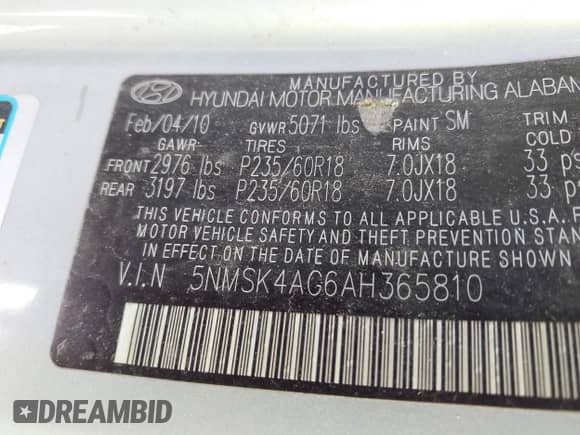 MANUFACTURED BY
HYUNDAI MOTOR MANUFACTURING ALABAM
Feb/04/10 GVWR 5071 lbs PAINT SM TRIM
GAWR TIRES RIMS COLD
FRONT 2976 lbs P235/60R18 7.0JX18 33 ps
REAR 3197 lbs P235/60R18 7.0JX18 33 p
THIS VEHICLE CONFORMS TO ALL APPLICABLE U.S.A. F
MOTOR VEHICLE SAFETY AND THEFT PREVENTION STAN
IN EFFECT ON THE DATE OF MANUFACTURE SHOWN
V.I.N 5NMSK4AG6AH365810
DREAMBID